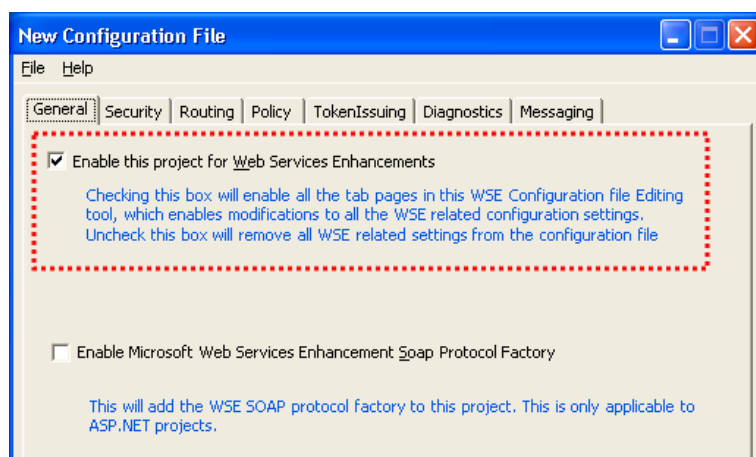 New Configuration File
File Help
General Security Routing Policy TokenIssuing Diagnostics Messaging
Enable this project for Web Services Enhancements
Checking this box will enable all the tab pages in this WSE Configuration file Editing
tool, which enables modifications to all the WSE related configuration settings.
Uncheck this box will remove all WSE related settings from the configuration file
Enable Microsoft Web Services Enhancement Soap Protocol Factory
This will add the WSE SOAP protocol factory to this project. This is only applicable to
ASP.NET projects.